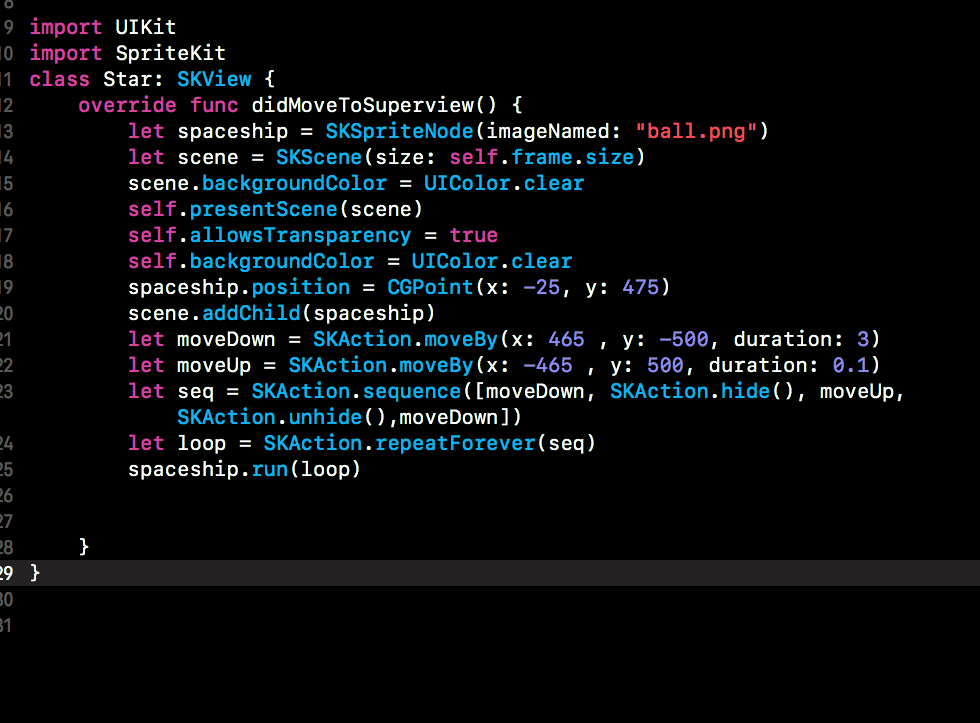 8
9 import UIKit
10 import SpriteKit
11 class Star: SKView {
12 override func didMoveToSuperview() {
13 let spaceship = SKSpriteNode(imageNamed: "ball.png")
14 let scene = SKScene(size: self.frame.size)
15 scene.backgroundColor = UIColor.clear
16 self.presentScene(scene)
17 self.allowsTransparency = true
18 self.backgroundColor = UIColor.clear
19 spaceship.position = CGPoint(x: -25, y: 475)
20 scene.addChild(spaceship)
21 let moveDown = SKAction.moveBy(x: 465 , y: -500, duration: 3)
22 let moveUp = SKAction.moveBy(x: -465 , y: 500, duration: 0.1)
23 let seq = SKAction.sequence([moveDown, SKAction.hide(), moveUp,
SKAction.unhide(),moveDown])
24 let loop = SKAction.repeatForever(seq)
25 spaceship.run(loop)
26
27
28 }
29 }
30
31